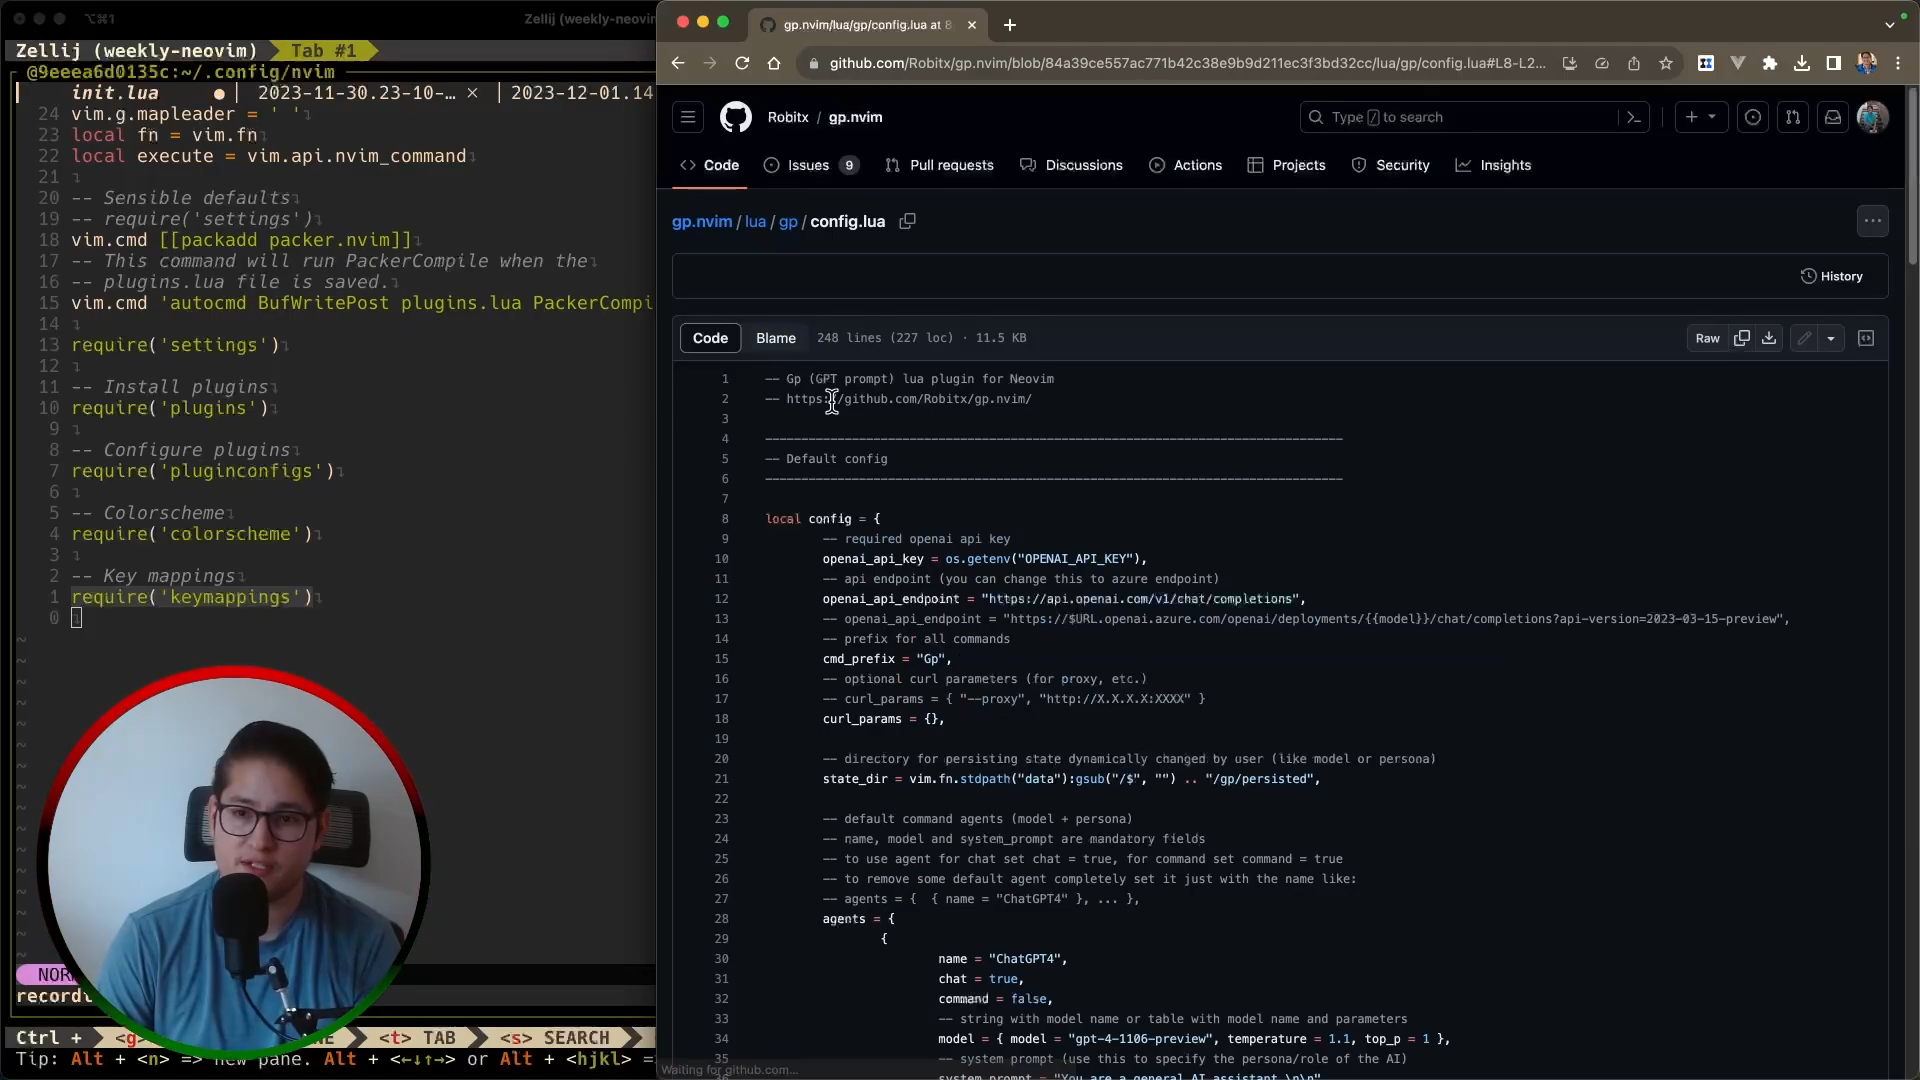 ⌥⌘1
Zellij (weekly-neovim
Zellij (weekly-neovim) Tab #1
@9eeea6d0135c:~/.config/nvim
init.lua ● │ 2023-11-30.23-10-… × │ 2023-12-01.14
24 vim.g.mapleader = ' '
23 local fn = vim.fn
22 local execute = vim.api.nvim_command
21
20 -- Sensible defaults
19 -- require('settings')
18 vim.cmd [[packadd packer.nvim]]
17 -- This command will run PackerCompile when the
16 -- plugins.lua file is saved.
15 vim.cmd 'autocmd BufWritePost plugins.lua PackerCompi
14
13 require('settings')
12
11 -- Install plugins
10 require('plugins')
9
8 -- Configure plugins
7 require('pluginconfigs')
6
5 -- Colorscheme
4 require('colorscheme')
3
2 -- Key mappings
1 require('keymappings')
0
~
NOR
record
Ctrl + <g <t> TAB <s> SEARCH
Tip: Alt + <n> => new pane. Alt + <←↓↑→> or Alt + <hjkl> =
gp.nvim/lua/gp/config.lua at 8
github.com/Robitx/gp.nvim/blob/84a39ce557ac771b42c38e9b9d211ec3f3bd32cc/lua/gp/config.lua#L8-L2...
Robitx / gp.nvim
Type / to search
Code Issues 9 Pull requests Discussions Actions Projects Security Insights
gp.nvim / lua / gp / config.lua
History
Code Blame 248 lines (227 loc) · 11.5 KB Raw
1 -- Gp (GPT prompt) lua plugin for Neovim
2 -- https://github.com/Robitx/gp.nvim/
3
4 --------------------------------------------------------------------------------
5 -- Default config
6 --------------------------------------------------------------------------------
7
8 local config = {
9 -- required openai api key
10 openai_api_key = os.getenv("OPENAI_API_KEY"),
11 -- api endpoint (you can change this to azure endpoint)
12 openai_api_endpoint = "https://api.openai.com/v1/chat/completions",
13 -- openai_api_endpoint = "https://$URL.openai.azure.com/openai/deployments/{{model}}/chat/completions?api-version=2023-03-15-preview",
14 -- prefix for all commands
15 cmd_prefix = "Gp",
16 -- optional curl parameters (for proxy, etc.)
17 -- curl_params = { "--proxy", "http://X.X.X.X:XXXX" }
18 curl_params = {},
19
20 -- directory for persisting state dynamically changed by user (like model or persona)
21 state_dir = vim.fn.stdpath("data"):gsub("/$", "") .. "/gp/persisted",
22
23 -- default command agents (model + persona)
24 -- name, model and system_prompt are mandatory fields
25 -- to use agent for chat set chat = true, for command set command = true
26 -- to remove some default agent completely set it just with the name like:
27 -- agents = { { name = "ChatGPT4" }, ... },
28 agents = {
29 {
30 name = "ChatGPT4",
31 chat = true,
32 command = false,
33 -- string with model name or table with model name and parameters
34 model = { model = "gpt-4-1106-preview", temperature = 1.1, top_p = 1 },
35 -- system prompt (use this to specify the persona/role of the AI)
system_prompt = "You are a general AI assistant.\n\n"
Waiting for github.com...